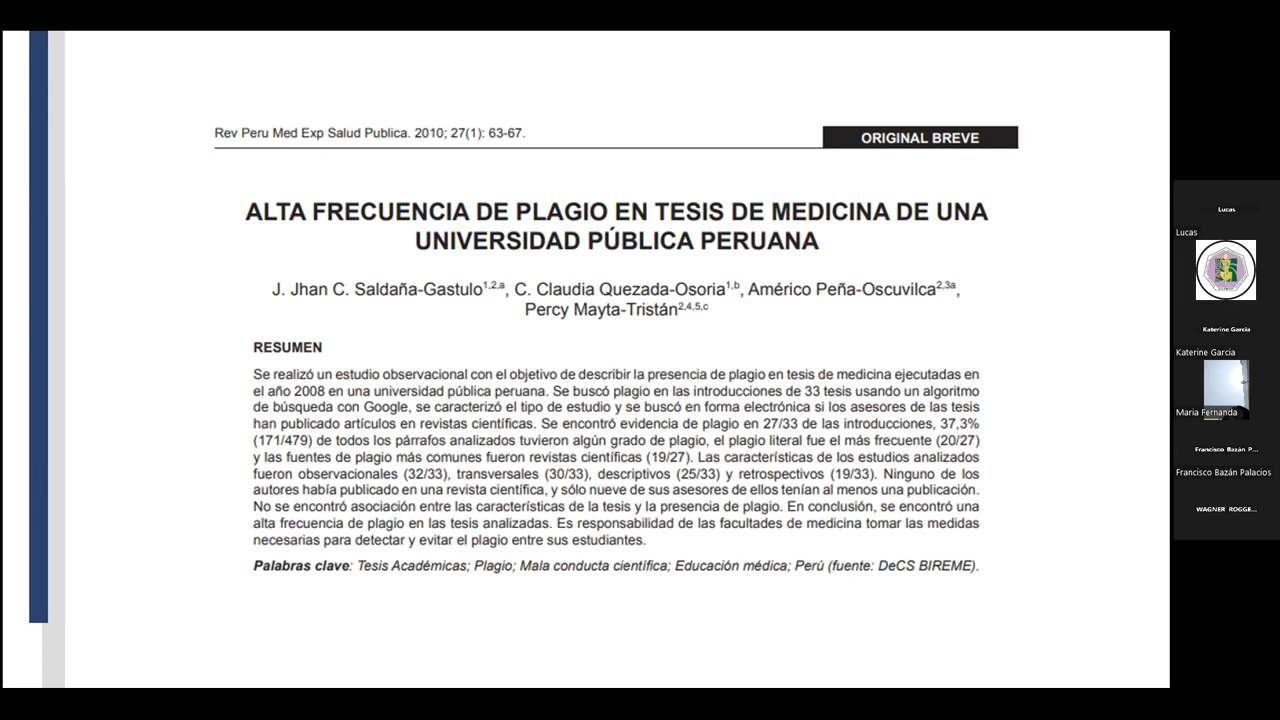 Rev Peru Med Exp Salud Publica. 2010; 27(1): 63-67.
ORIGINAL BREVE
ALTA FRECUENCIA DE PLAGIO EN TESIS DE MEDICINA DE UNA
UNIVERSIDAD PÚBLICA PERUANA
J. Jhan C. Saldaña-Gastulo1,2,a, C. Claudia Quezada-Osoria1,b, Américo Peña-Oscuvilca2,3a,
Percy Mayta-Tristán2,4,5,c
RESUMEN
Se realizó un estudio observacional con el objetivo de describir la presencia de plagio en tesis de medicina ejecutadas en
el año 2008 en una universidad pública peruana. Se buscó plagio en las introducciones de 33 tesis usando un algoritmo
de búsqueda con Google, se caracterizó el tipo de estudio y se buscó en forma electrónica si los asesores de las tesis
han publicado artículos en revistas científicas. Se encontró evidencia de plagio en 27/33 de las introducciones, 37,3%
(171/479) de todos los párrafos analizados tuvieron algún grado de plagio, el plagio literal fue el más frecuente (20/27)
y las fuentes de plagio más comunes fueron revistas científicas (19/27). Las características de los estudios analizados
fueron observacionales (32/33), transversales (30/33), descriptivos (25/33) y retrospectivos (19/33). Ninguno de los
autores había publicado en una revista científica, y sólo nueve de sus asesores de ellos tenían al menos una publicación.
No se encontró asociación entre las características de la tesis y la presencia de plagio. En conclusión, se encontró una
alta frecuencia de plagio en las tesis analizadas. Es responsabilidad de las facultades de medicina tomar las medidas
necesarias para detectar y evitar el plagio entre sus estudiantes.
Palabras clave: Tesis Académicas; Plagio; Mala conducta científica; Educación médica; Perú (fuente: DeCS BIREME).
Lucas
Lucas
Katerine Garcia
Katerine Garcia
Maria Fernanda
Francisco Bazán P...
Francisco Bazán Palacios
WAGNER ROGGE...